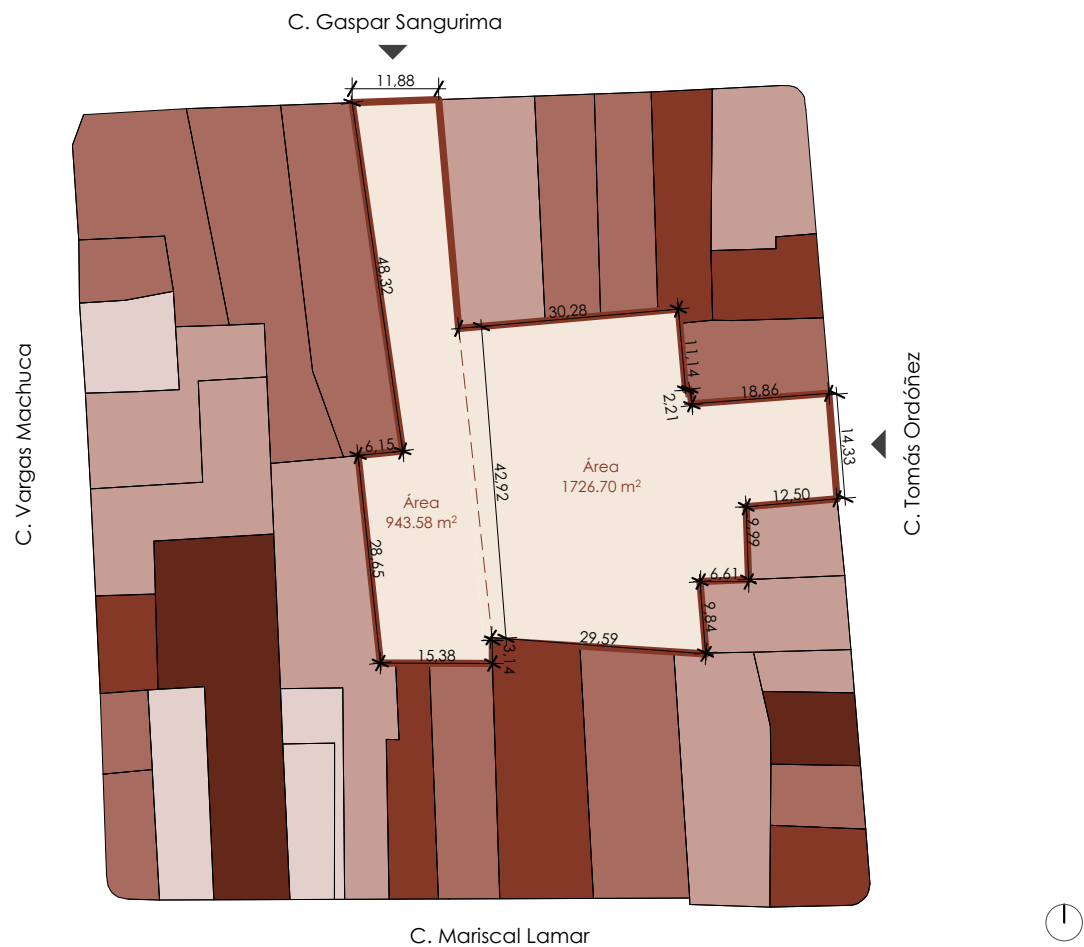 C. Gaspar Sangurima
11,88
48,32
30,28
11,14
2,21
18,86
14,33
C. Tomás Ordóñez
C. Vargas Machuca
6,15
42,92
Área
1726.70 m²
Área
943.58 m²
12,50
9,99
28,65
6,61
9,84
29,59
3,14
15,38
C. Mariscal Lamar